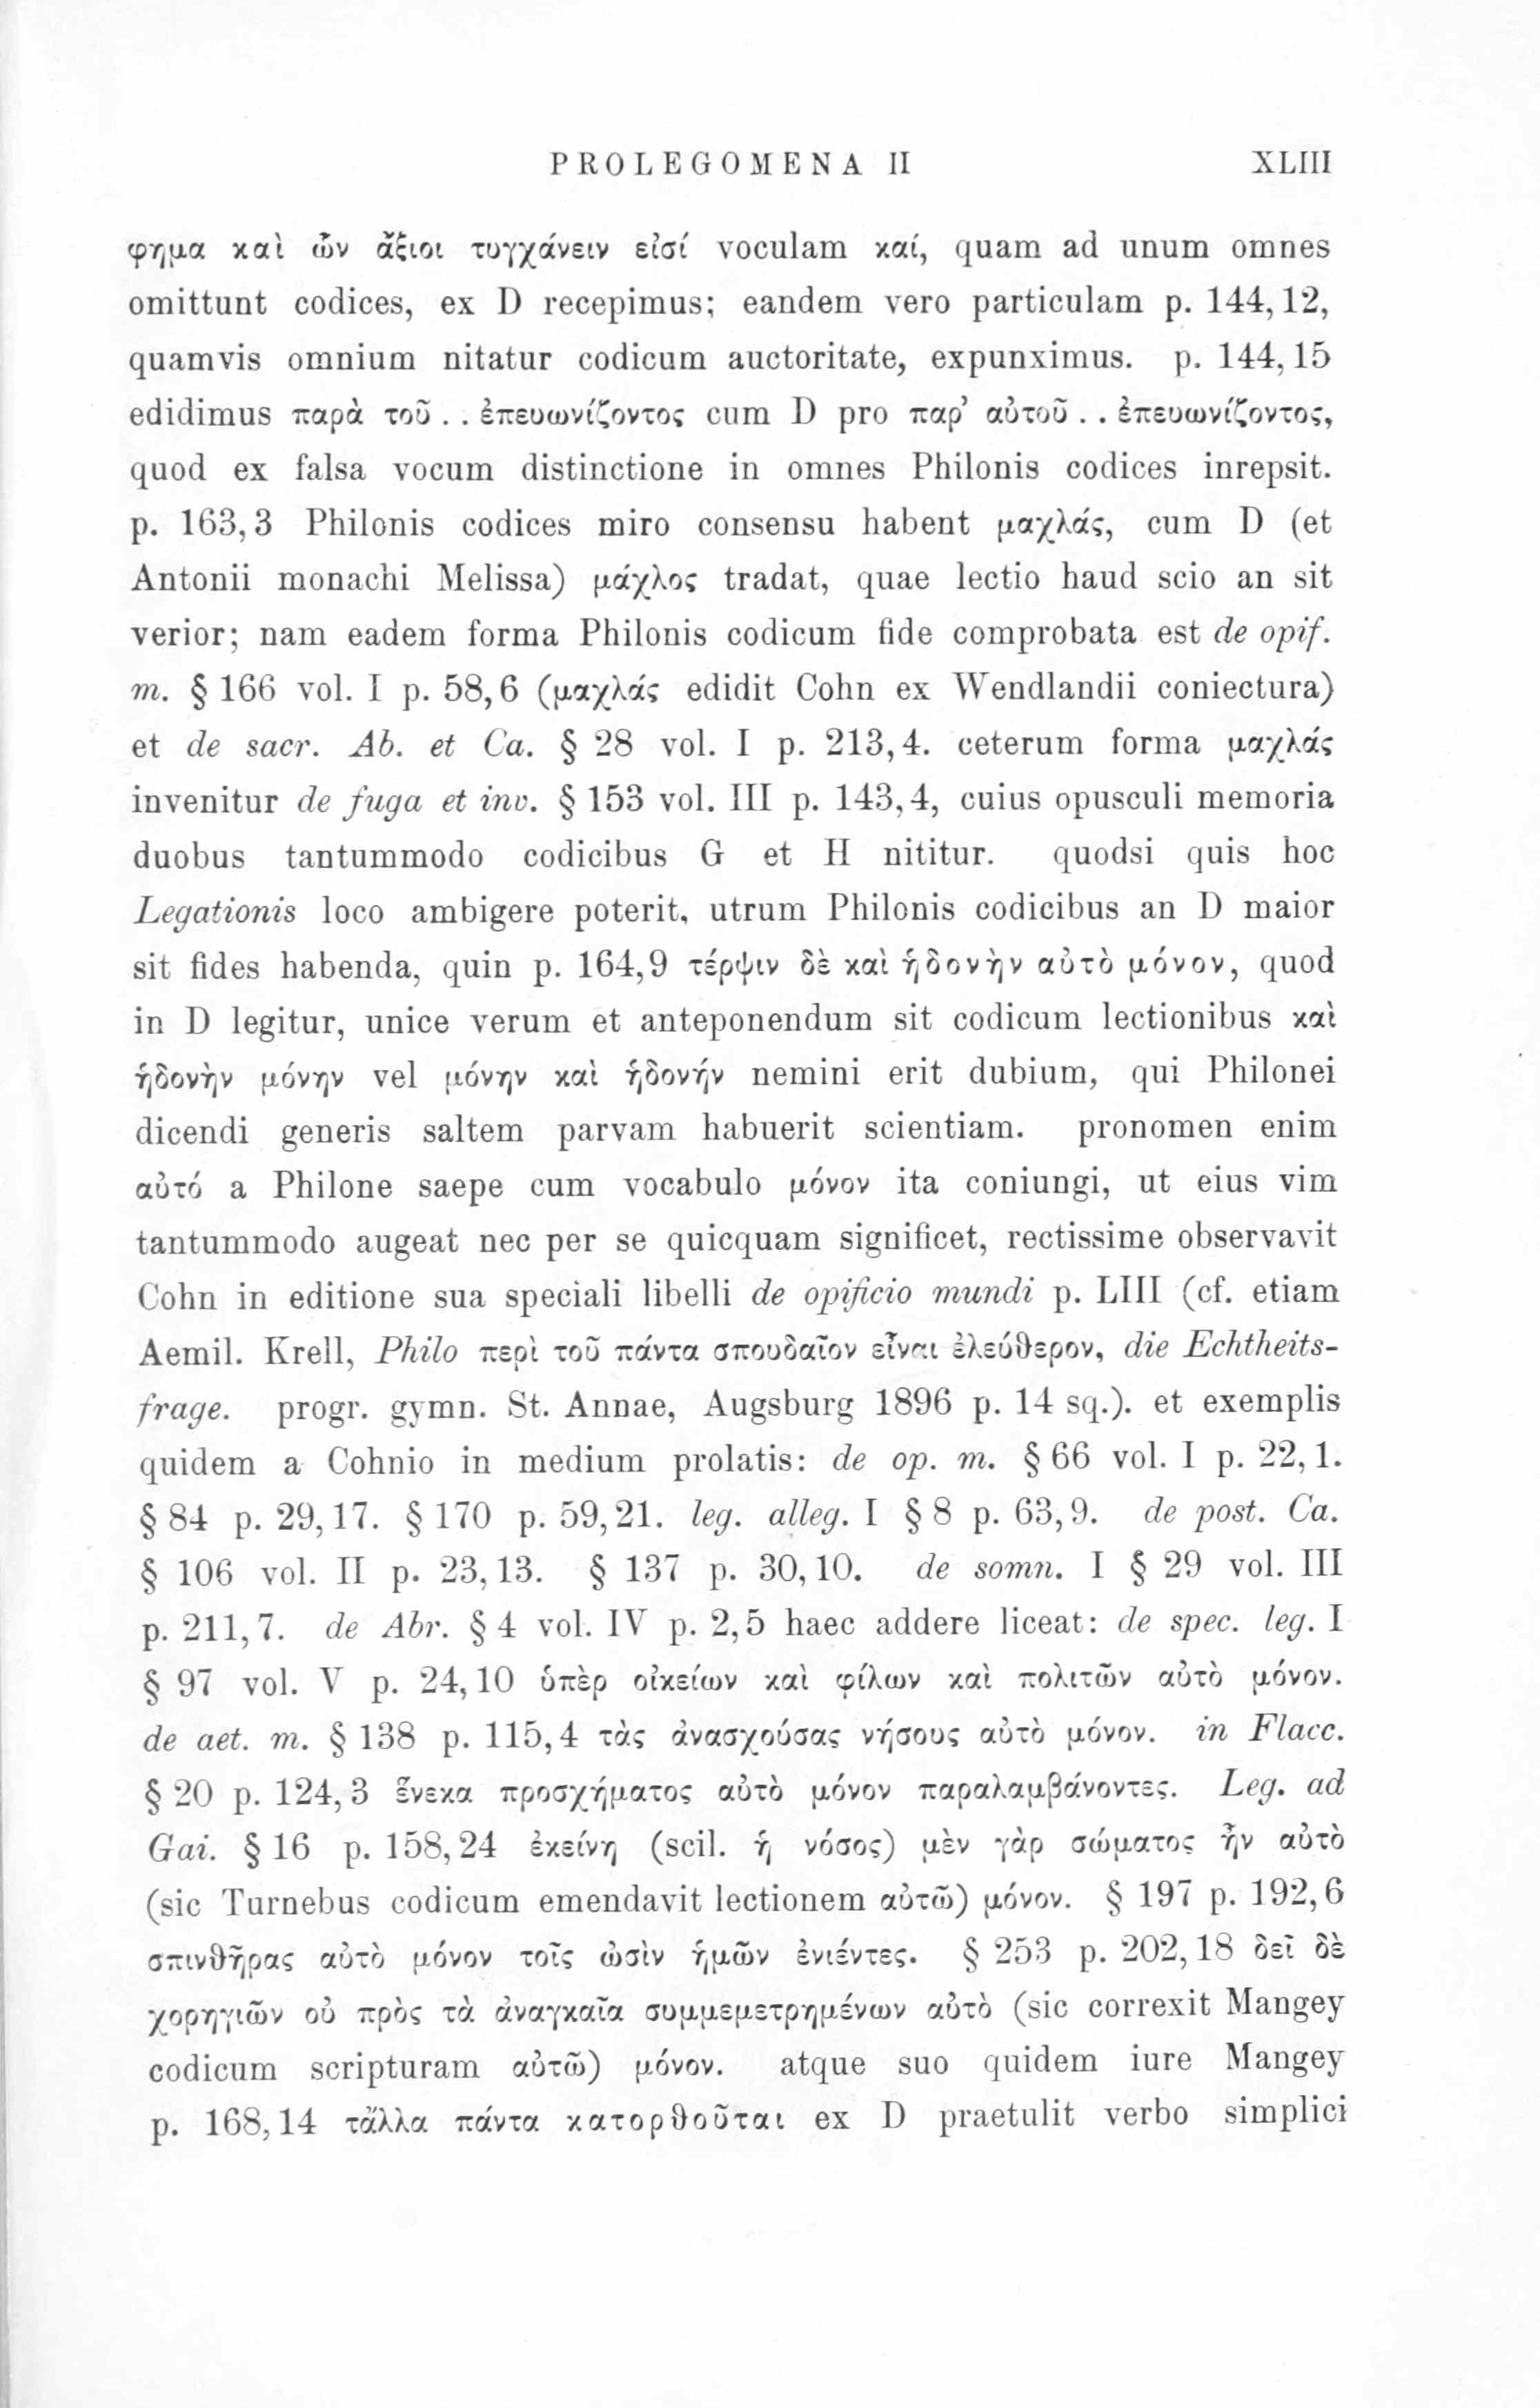 PROLEGOMENA II XLIII
φημα καὶ ὧν ἄξιοι τυγχάνειν εἰσί voculam καί, quam ad unum omnes
omittunt codices, ex D recepimus; eandem vero particulam p. 144,12,
quamvis omnium nitatur codicum auctoritate, expunximus. p. 144,15
edidimus παρὰ τοῦ . . ἐπευωνίζοντος cum D pro παρ’ αὐτοῦ . . ἐπευωνίζοντος,
quod ex falsa vocum distinctione in omnes Philonis codices inrepsit.
p. 163,3 Philonis codices miro consensu habent μαχλάς, cum D (et
Antonii monachi Melissa) μάχλος tradat, quae lectio haud scio an sit
verior; nam eadem forma Philonis codicum fide comprobata est de opif.
m. § 166 vol. I p. 58,6 (μαχλάς edidit Cohn ex Wendlandii coniectura)
et de sacr. Ab. et Ca. § 28 vol. I p. 213,4. ceterum forma μαχλάς
invenitur de fuga et inv. § 153 vol. III p. 143,4, cuius opusculi memoria
duobus tantummodo codicibus G et H nititur. quodsi quis hoc
Legationis loco ambigere poterit, utrum Philonis codicibus an D maior
sit fides habenda, quin p. 164,9 τέρψιν δὲ καὶ ἡδονὴν αὐτὸ μόνον, quod
in D legitur, unice verum et anteponendum sit codicum lectionibus καὶ
ἡδονὴν μόνην vel μόνην καὶ ἡδονήν nemini erit dubium, qui Philonei
dicendi generis saltem parvam habuerit scientiam. pronomen enim
αὐτό a Philone saepe cum vocabulo μόνον ita coniungi, ut eius vim
tantummodo augeat nec per se quicquam significet, rectissime observavit
Cohn in editione sua speciali libelli de opificio mundi p. LIII (cf. etiam
Aemil. Krell, Philo περὶ τοῦ πάντα σπουδαῖον εἶναι ἐλεύθερον, die Echtheits-
frage. progr. gymn. St. Annae, Augsburg 1896 p. 14 sq.). et exemplis
quidem a Cohnio in medium prolatis: de op. m. § 66 vol. I p. 22,1.
§ 84 p. 29,17. § 170 p. 59,21. leg. alleg. I § 8 p. 63,9. de post. Ca.
§ 106 vol. II p. 23,13. § 137 p. 30,10. de somn. I § 29 vol. III
p. 211,7. de Abr. § 4 vol. IV p. 2,5 haec addere liceat: de spec. leg. I
§ 97 vol. V p. 24,10 ὑπὲρ οἰκείων καὶ φίλων καὶ πολιτῶν αὐτὸ μόνον.
de aet. m. § 138 p. 115,4 τὰς ἀνασχούσας νήσους αὐτὸ μόνον. in Flacc.
§ 20 p. 124,3 ἕνεκα προσχήματος αὐτὸ μόνον παραλαμβάνοντες. Leg. ad
Gai. § 16 p. 158,24 ἐκείνη (scil. ἡ νόσος) μὲν γὰρ σώματος ἦν αὐτὸ
(sic Turnebus codicum emendavit lectionem αὐτῶ) μόνον. § 197 p. 192,6
σπινθῆρας αὐτὸ μόνον τοῖς ὠσὶν ἡμῶν ἐνιέντες. § 253 p. 202,18 δεῖ δὲ
χορηγιῶν οὐ πρὸς τὰ ἀναγκαῖα συμμεμετρημένων αὐτὸ (sic correxit Mangey
codicum scripturam αὐτῶ) μόνον. atque suo quidem iure Mangey
p. 168,14 τἄλλα πάντα κατορθοῦται ex D praetulit verbo simplici